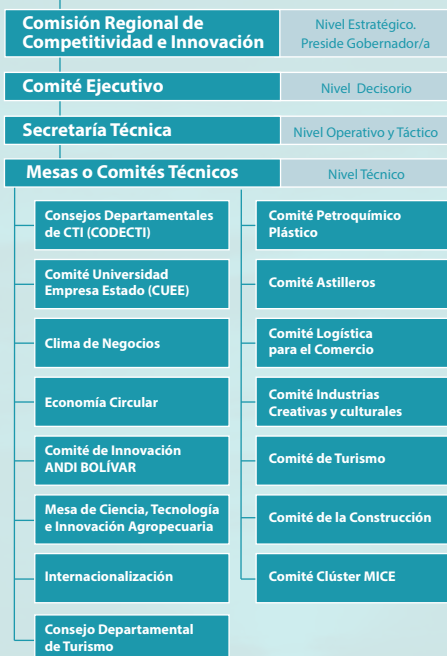 Comisión Regional de
Competitividad e Innovación
Nivel Estratégico.
Preside Gobernador/a
Comité Ejecutivo
Nivel Decisorio
Secretaría Técnica
Nivel Operativo y Táctico
Mesas o Comités Técnicos
Nivel Técnico
Consejos Departamentales
de CTI (CODECTI)
Comité Universidad
Empresa Estado (CUEE)
Clima de Negocios
Economía Circular
Comité de Innovación
ANDI BOLÍVAR
Mesa de Ciencia, Tecnología
e Innovación Agropecuaria
Internacionalización
Consejo Departamental
de Turismo
Comité Petroquímico
Plástico
Comité Astilleros
Comité Logística
para el Comercio
Comité Industrias
Creativas y culturales
Comité de Turismo
Comité de la Construcción
Comité Clúster MICE